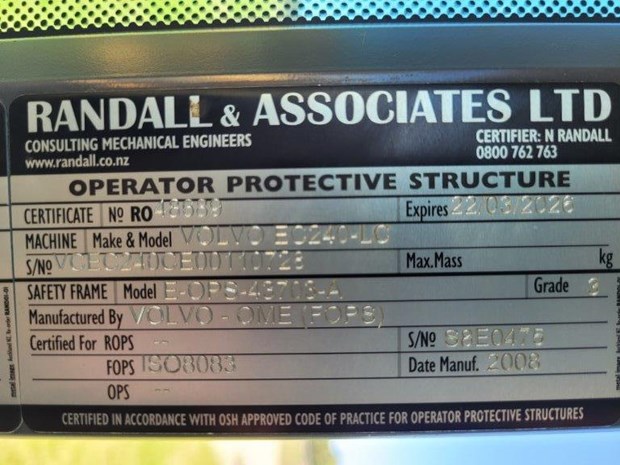 RANDALL & ASSOCIATES LTD
CONSULTING MECHANICAL ENGINEERS
CERTIFIER: N RANDALL
www.randall.co.nz
0800 762 763
OPERATOR PROTECTIVE STRUCTURE
CERTIFICATE Nº RO Expires 22/03/2026
MACHINE Make & Model VOLVO EC240-LC
S/Nº Max.Mass kg
SAFETY FRAME Model Grade
Manufactured By VOLVO - OME (FOPS)
Certified For ROPS -- S/Nº S8E0475
FOPS ISO8083 Date Manuf. 2008
OPS --
CERTIFIED IN ACCORDANCE WITH OSH APPROVED CODE OF PRACTICE FOR OPERATOR PROTECTIVE STRUCTURES